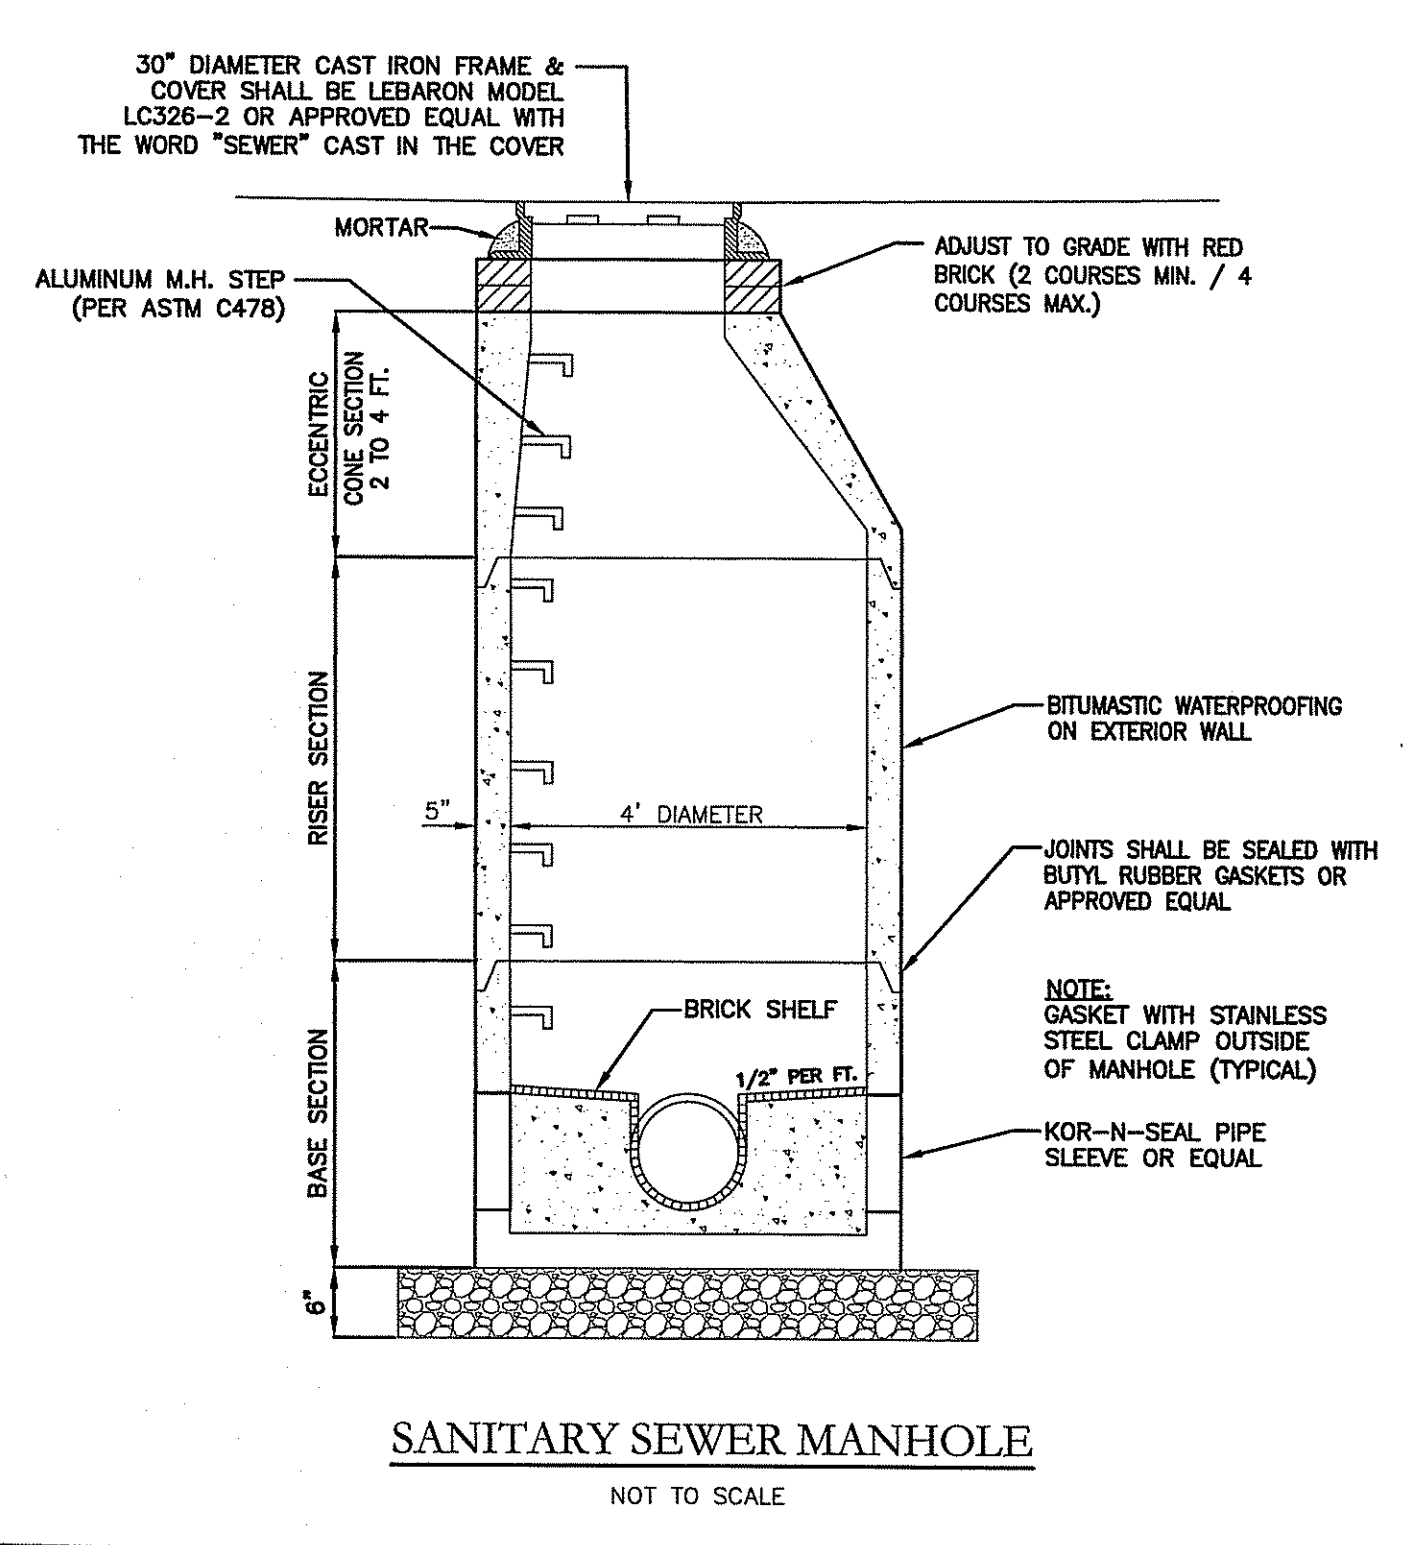 30" DIAMETER CAST IRON FRAME &
COVER SHALL BE LEBARON MODEL
LC326-2 OR APPROVED EQUAL WITH
THE WORD "SEWER" CAST IN THE COVER
MORTAR
ALUMINUM M.H. STEP
(PER ASTM C478)
ADJUST TO GRADE WITH RED
BRICK (2 COURSES MIN. / 4
COURSES MAX.)
ECCENTRIC
CONE SECTION
2 TO 4 FT.
RISER SECTION
BITUMASTIC WATERPROOFING
ON EXTERIOR WALL
5"
4' DIAMETER
JOINTS SHALL BE SEALED WITH
BUTYL RUBBER GASKETS OR
APPROVED EQUAL
NOTE:
GASKET WITH STAINLESS
STEEL CLAMP OUTSIDE
OF MANHOLE (TYPICAL)
BRICK SHELF
1/2" PER FT.
BASE SECTION
KOR-N-SEAL PIPE
SLEEVE OR EQUAL
6"
SANITARY SEWER MANHOLE
NOT TO SCALE